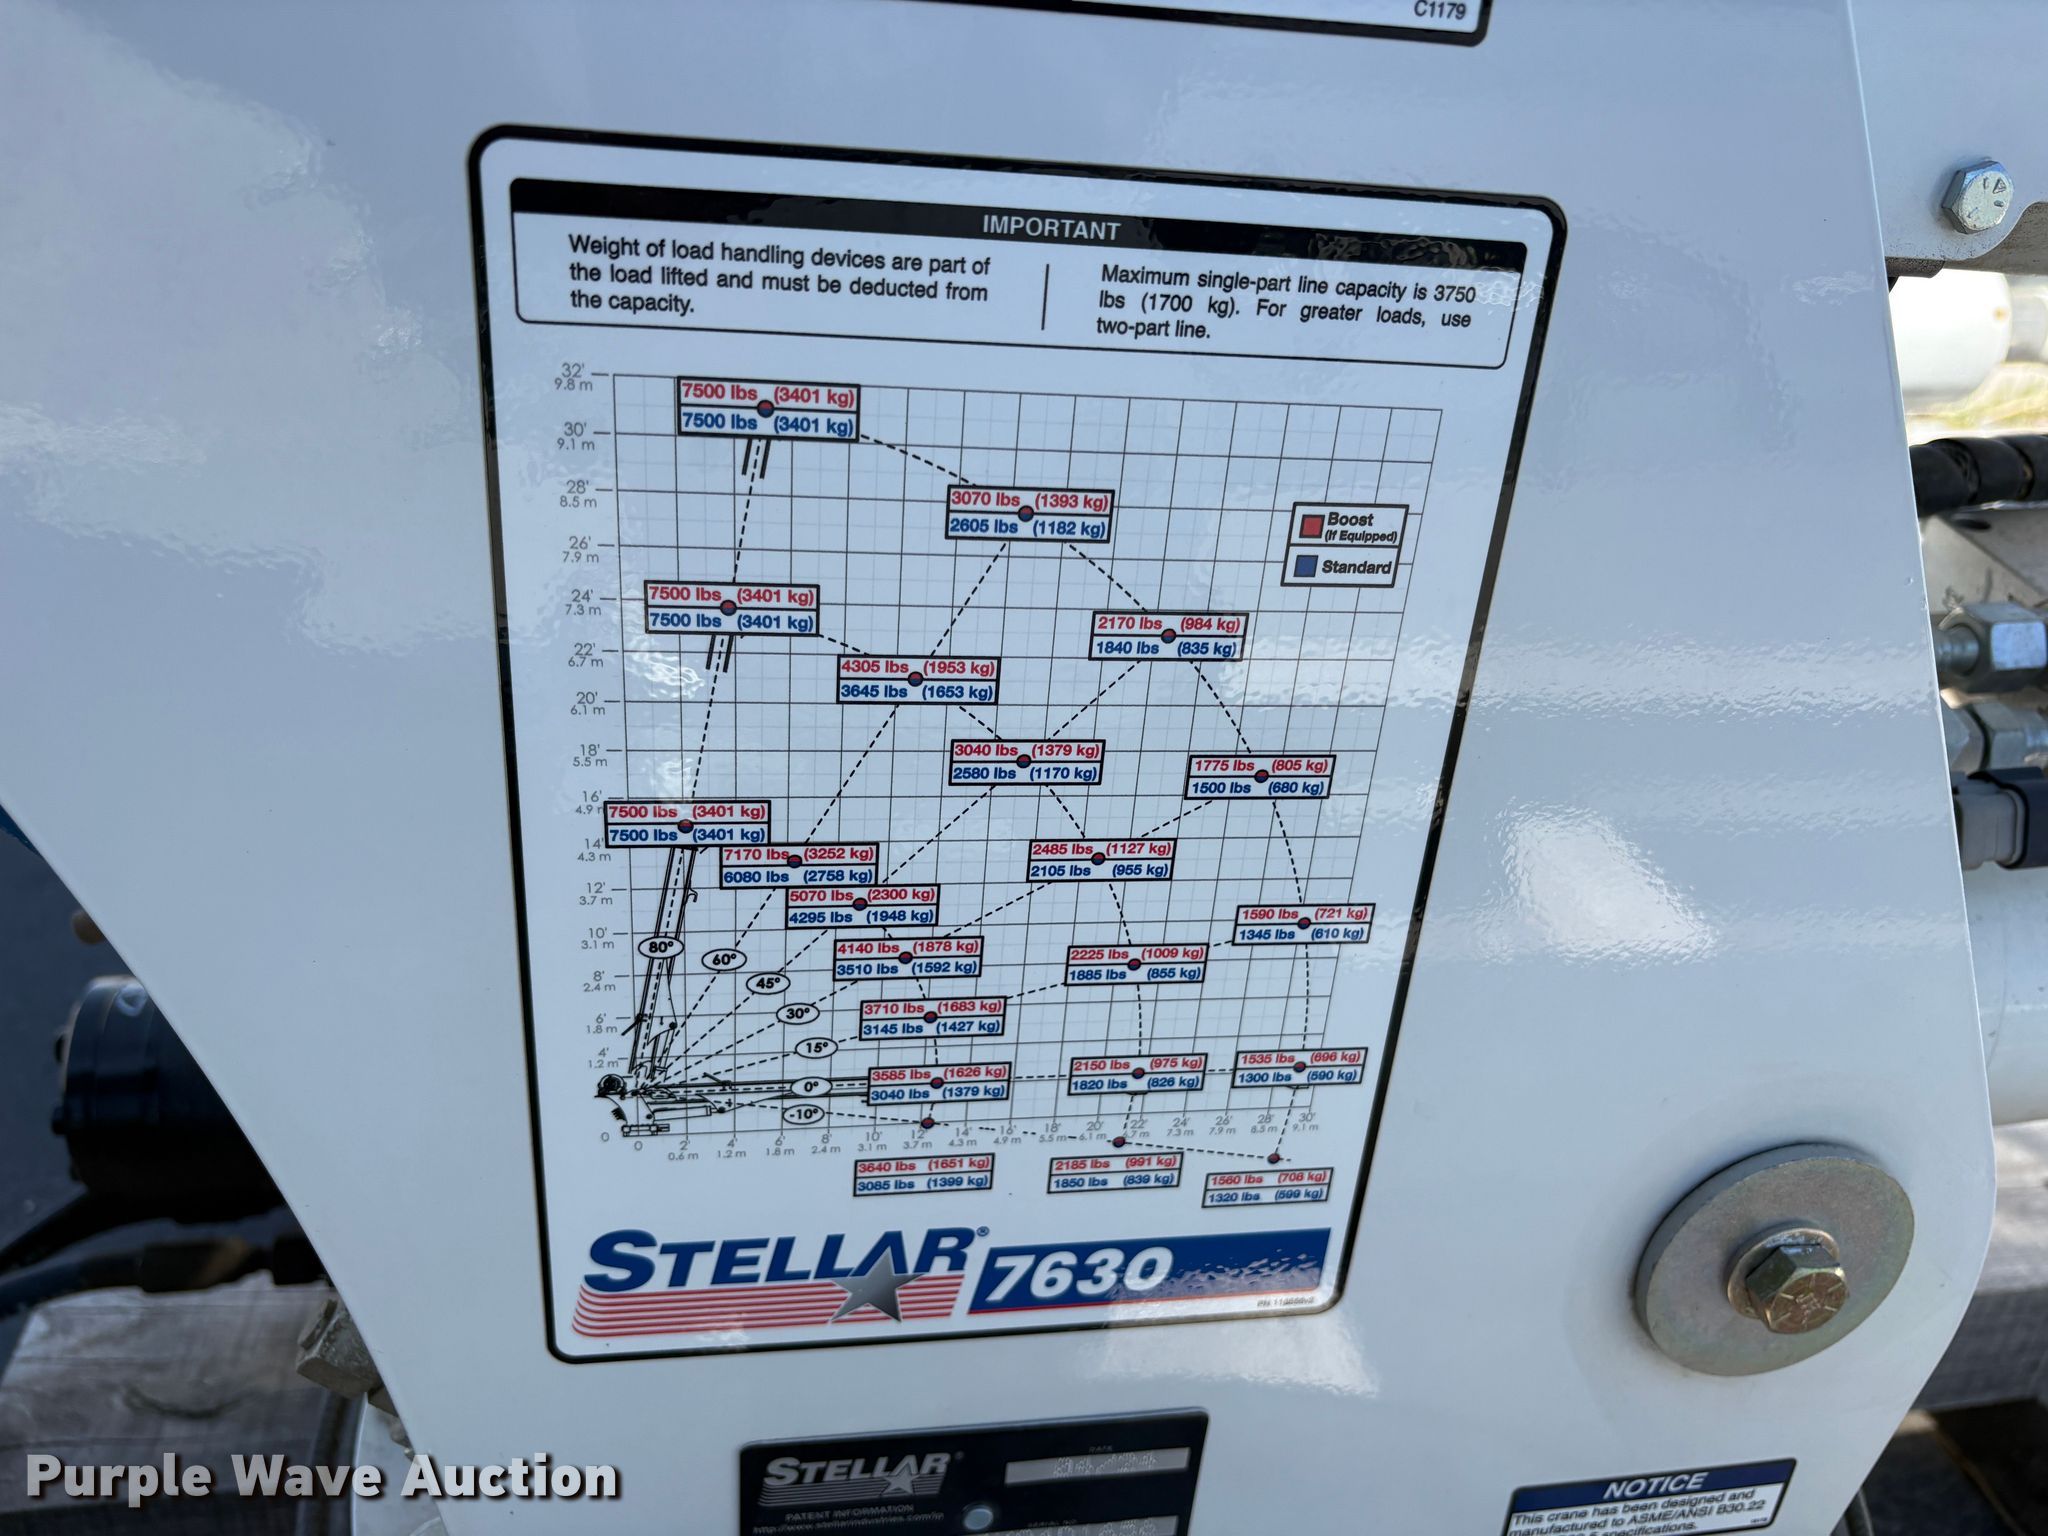 C1179
IMPORTANT
Weight of load handling devices are part of
the load lifted and must be deducted from
the capacity.
Maximum single-part line capacity is 3750
lbs (1700 kg). For greater loads, use
two-part line.
32'
9.8 m
7500 lbs (3401 kg)
7500 lbs (3401 kg)
30'
9.1 m
28'
8.5 m
3070 lbs (1393 kg)
2605 lbs (1182 kg)
Boost
(If Equipped)
Standard
26'
7.9 m
24'
7.3 m
7500 lbs (3401 kg)
7500 lbs (3401 kg)
2170 lbs (984 kg)
1840 lbs (835 kg)
22'
6.7 m
4305 lbs (1953 kg)
3645 lbs (1653 kg)
20'
6.1 m
18'
5.5 m
3040 lbs (1379 kg)
2580 lbs (1170 kg)
1775 lbs (805 kg)
1500 lbs (680 kg)
16'
4.9
7500 lbs (3401 kg)
7500 lbs (3401 kg)
14'
4.3 m
7170 lbs (3252 kg)
6080 lbs (2758 kg)
2485 lbs (1127 kg)
2105 lbs (955 kg)
12'
3.7 m
5070 lbs (2300 kg)
4295 lbs (1948 kg)
1590 lbs (721 kg)
1345 lbs (610 kg)
10'
3.1 m
4140 lbs (1878 kg)
3510 lbs (1592 kg)
2225 lbs (1009 kg)
1885 lbs (855 kg)
80°
60°
45°
30°
15°
0°
-10°
8'
2.4 m
6'
1.8 m
3710 lbs (1683 kg)
3145 lbs (1427 kg)
4'
1.2 m
3585 lbs (1626 kg)
3040 lbs (1379 kg)
2150 lbs (975 kg)
1820 lbs (826 kg)
1535 lbs (696 kg)
1300 lbs (590 kg)
0 0 2' 4' 6' 8' 10' 12' 14' 16' 18' 20' 22' 24' 26' 28' 30'
0.6 m 1.2 m 1.8 m 2.4 m 3.1 m 3.7 m 4.3 m 4.9 m 5.5 m 6.1 m 6.7 m 7.3 m 7.9 m 8.5 m 9.1 m
3640 lbs (1651 kg)
3085 lbs (1399 kg)
2185 lbs (991 kg)
1850 lbs (839 kg)
1560 lbs (708 kg)
1320 lbs (599 kg)
STELLAR® 7630
STELLAR®
PATENT INFORMATION
NOTICE
This crane has been designed and
manufactured to ASME/ANSI B30.22
specifications.
Purple Wave Auction